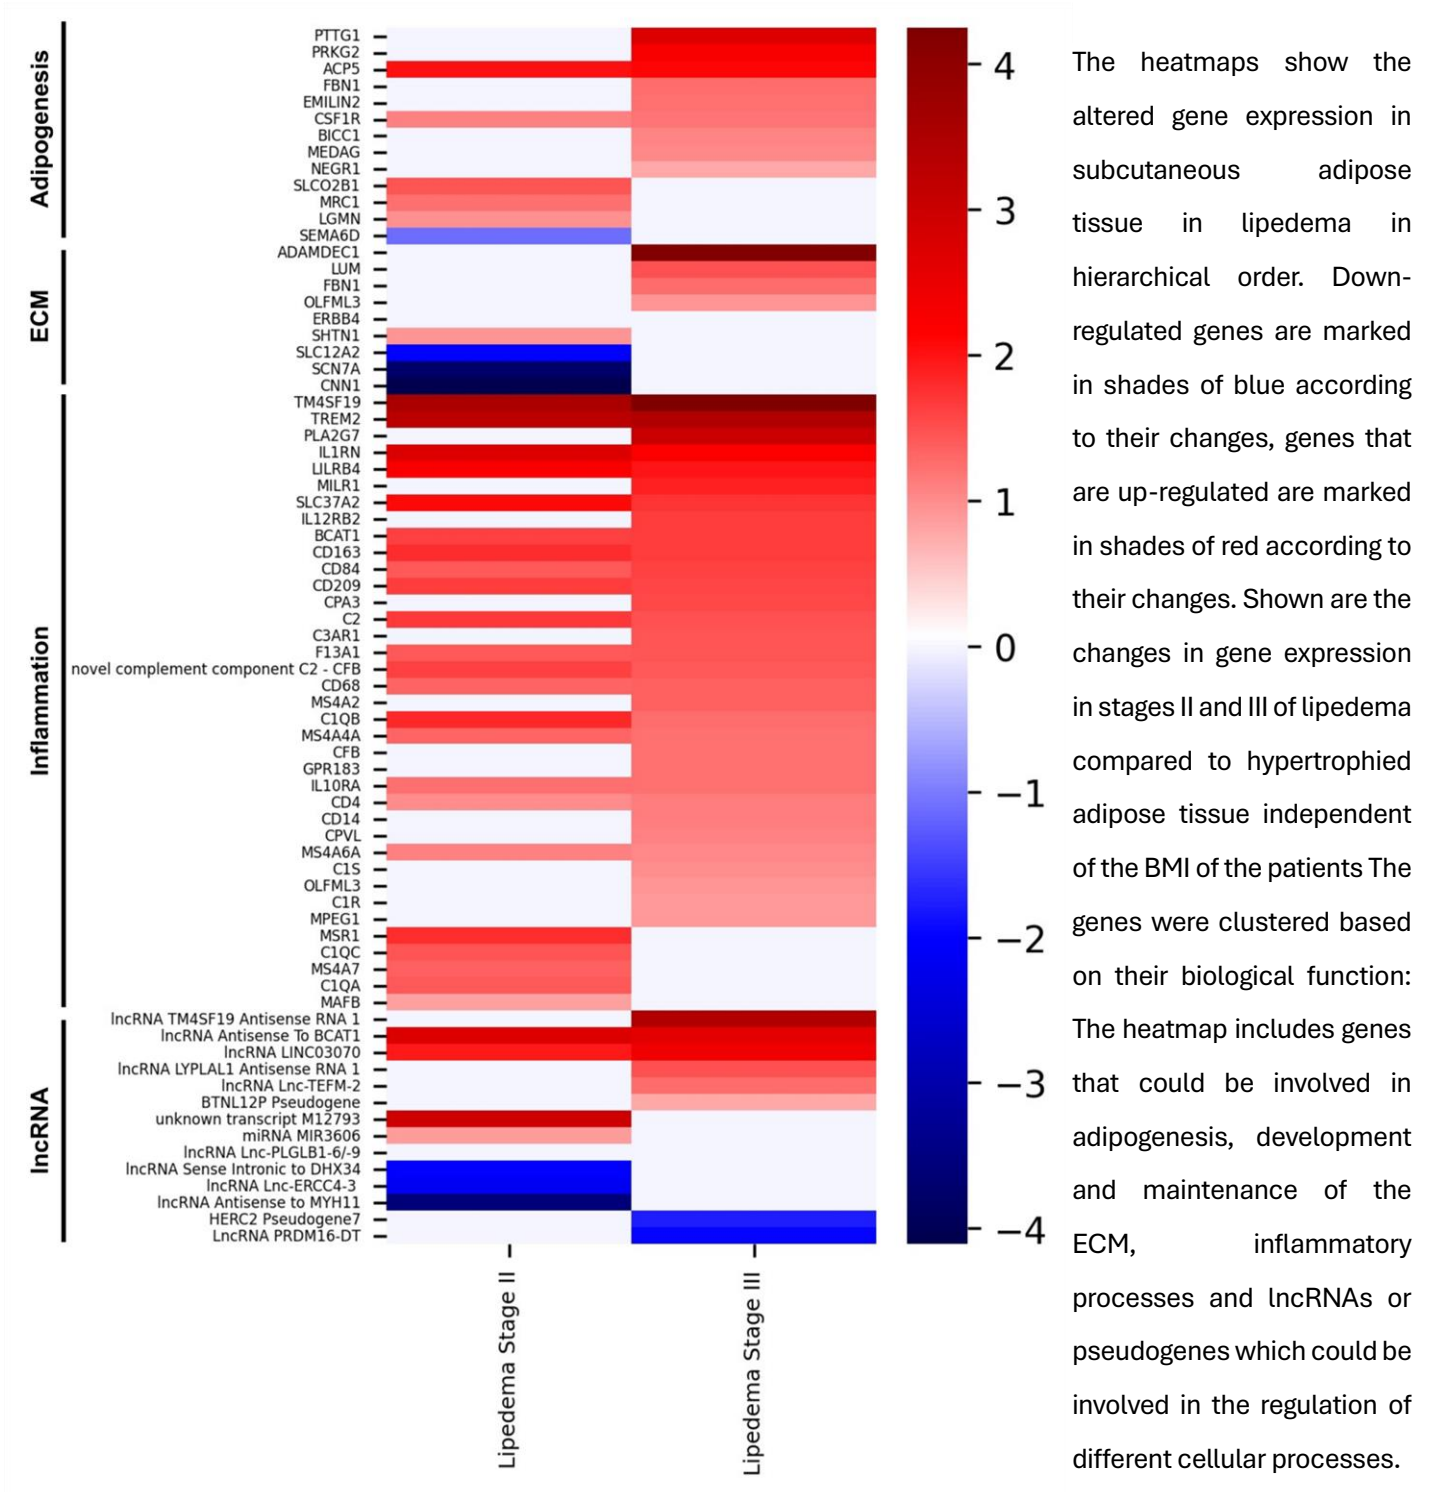 Adipogenesis
PTTG1
PRKG2
ACP5
FBN1
EMILIN2
CSF1R
BICC1
MEDAG
NEGR1
SLCO2B1
MRC1
LGMN
SEMA6D
ECM
ADAMDEC1
LUM
FBN1
OLFML3
ERBB4
SHTN1
SLC12A2
SCN7A
CNN1
Inflammation
TM4SF19
TREM2
PLA2G7
IL1RN
LILRB4
MILR1
SLC37A2
IL12RB2
BCAT1
CD163
CD84
CD209
CPA3
C2
C3AR1
F13A1
novel complement component C2 - CFB
CD68
MS4A2
C1QB
MS4A4A
CFB
GPR183
IL10RA
CD4
CD14
CPVL
MS4A6A
C1S
OLFML3
C1R
MPEG1
MSR1
C1QC
MS4A7
C1QA
MAFB
lncRNA
lncRNA TM4SF19 Antisense RNA 1
lncRNA Antisense To BCAT1
lncRNA LINC03070
lncRNA LYPLAL1 Antisense RNA 1
lncRNA Lnc-TEFM-2
BTNL12P Pseudogene
unknown transcript M12793
miRNA MIR3606
lncRNA Lnc-PLGLB1-6/-9
lncRNA Sense Intronic to DHX34
lncRNA Lnc-ERCC4-3
lncRNA Antisense to MYH11
HERC2 Pseudogene7
LncRNA PRDM16-DT
Lipedema Stage II
Lipedema Stage III
4
3
2
1
0
−1
−2
−3
−4
The heatmaps show the
altered gene expression in
subcutaneous adipose
tissue in lipedema in
hierarchical order. Down-
regulated genes are marked
in shades of blue according
to their changes, genes that
are up-regulated are marked
in shades of red according to
their changes. Shown are the
changes in gene expression
in stages II and III of lipedema
compared to hypertrophied
adipose tissue independent
of the BMI of the patients The
genes were clustered based
on their biological function:
The heatmap includes genes
that could be involved in
adipogenesis, development
and maintenance of the
ECM, inflammatory
processes and lncRNAs or
pseudogenes which could be
involved in the regulation of
different cellular processes.